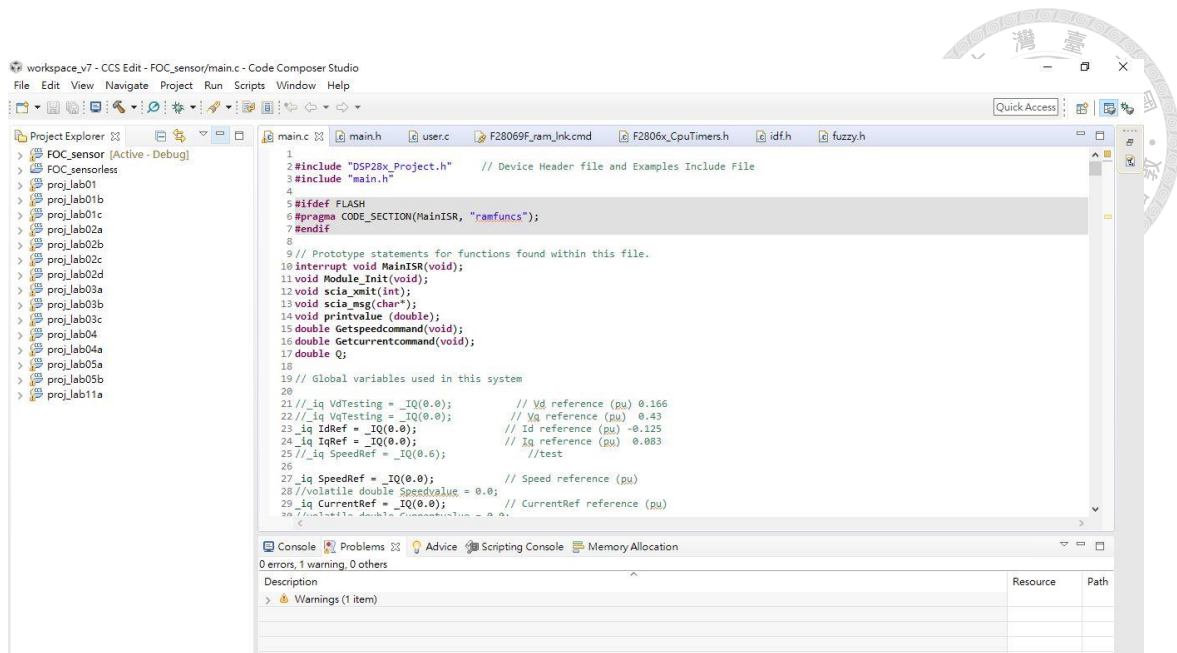 灣 臺
workspace_v7 - CCS Edit - FOC_sensor/main.c - Code Composer Studio
File Edit View Navigate Project Run Scripts Window Help
Quick Access
Project Explorer
FOC_sensor [Active - Debug]
FOC_sensorless
proj_lab01
proj_lab01b
proj_lab01c
proj_lab02a
proj_lab02b
proj_lab02c
proj_lab02d
proj_lab03a
proj_lab03b
proj_lab03c
proj_lab04
proj_lab04a
proj_lab05a
proj_lab05b
proj_lab11a
main.c main.h user.c F28069F_ram_lnk.cmd F2806x_CpuTimers.h idf.h fuzzy.h
1
2 #include "DSP28x_Project.h" // Device Header file and Examples Include File
3 #include "main.h"
4
5 #ifdef FLASH
6 #pragma CODE_SECTION(MainISR, "ramfuncs");
7 #endif
8
9 // Prototype statements for functions found within this file.
10 interrupt void MainISR(void);
11 void Module_Init(void);
12 void scia_xmit(int);
13 void scia_msg(char*);
14 void printvalue (double);
15 double Getspeedcommand(void);
16 double Getcurrentcommand(void);
17 double Q;
18
19 // Global variables used in this system
20
21 //_iq VdTesting = _IQ(0.0); // Vd reference (pu) 0.166
22 //_iq VqTesting = _IQ(0.0); // Vq reference (pu) 0.43
23 _iq IdRef = _IQ(0.0); // Id reference (pu) -0.125
24 _iq IqRef = _IQ(0.0); // Iq reference (pu) 0.083
25 //_iq SpeedRef = _IQ(0.6); //test
26
27 _iq SpeedRef = _IQ(0.0); // Speed reference (pu)
28 //volatile double Speedvalue = 0.0;
29 _iq CurrentRef = _IQ(0.0); // CurrentRef reference (pu)
30 //volatile double Currentvalue = 0.0;
Console Problems Advice Scripting Console Memory Allocation
0 errors, 1 warning, 0 others
Description Resource Path
Warnings (1 item)